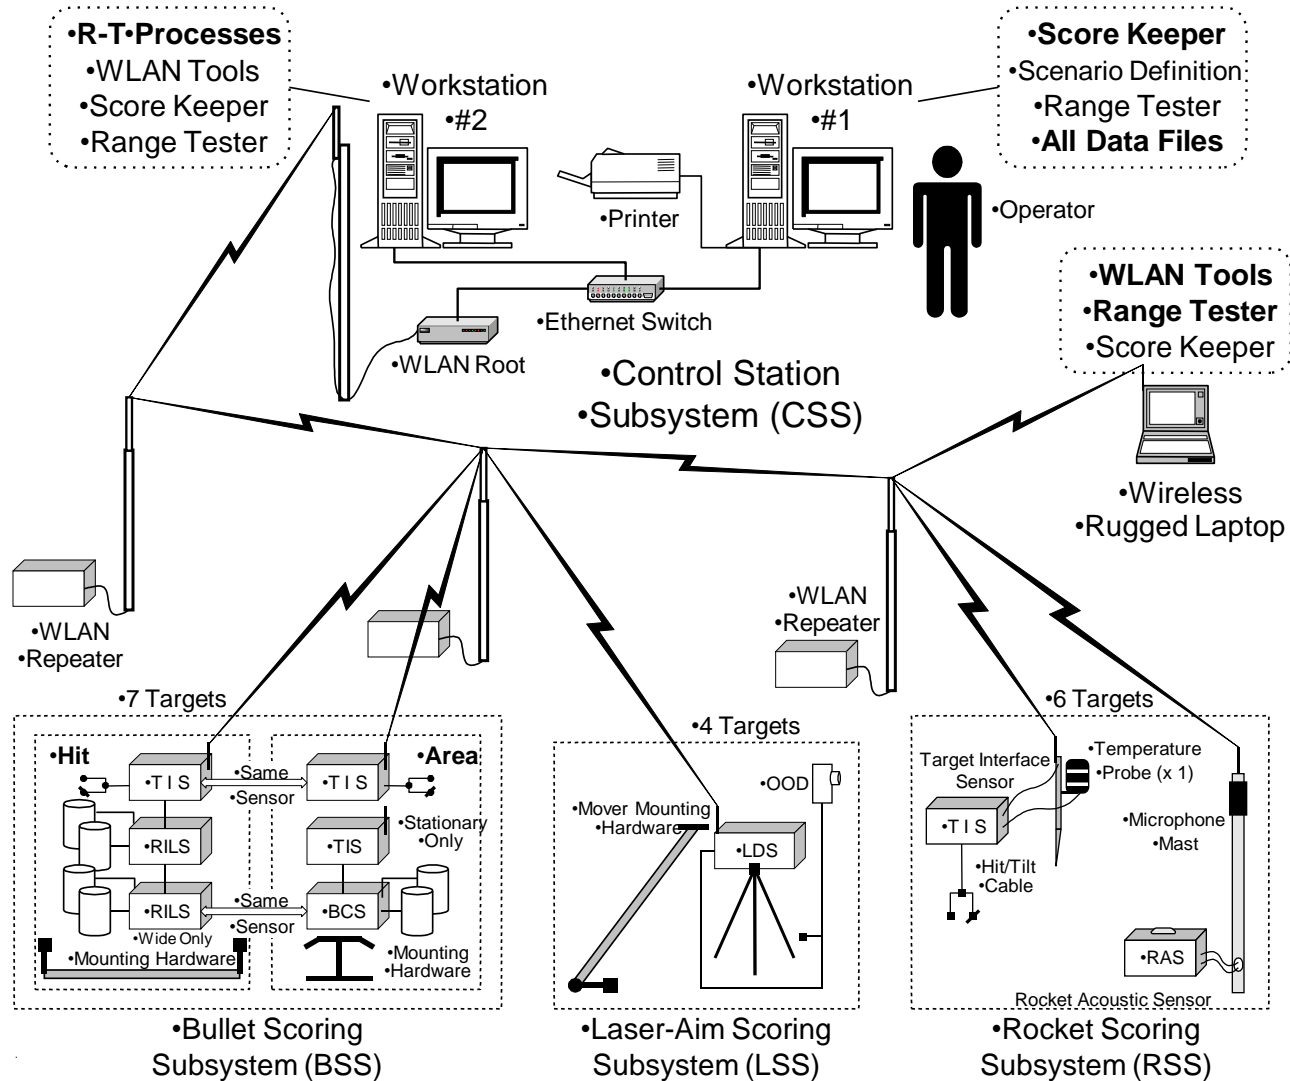 •R-T•Processes
•WLAN Tools
•Score Keeper
•Range Tester
•Workstation
•#2
•Workstation
•#1
•Score Keeper
•Scenario Definition
•Range Tester
•All Data Files
•Printer
•Operator
•Ethernet Switch
•WLAN Root
•WLAN Tools
•Range Tester
•Score Keeper
•Control Station
•Subsystem (CSS)
•Wireless
•Rugged Laptop
•WLAN
•Repeater
•WLAN
•Repeater
•7 Targets
•Hit
•T I S
•Same
•Sensor
•T I S
•Area
•RILS
•TIS
•Stationary
•Only
•RILS
•Same
•Sensor
•BCS
•Wide Only
•Mounting Hardware
•Mounting
•Hardware
•Bullet Scoring
Subsystem (BSS)
•4 Targets
•OOD
•Mover Mounting
•Hardware
•LDS
•Laser-Aim Scoring
Subsystem (LSS)
•6 Targets
Target Interface
Sensor
•Temperature
•Probe (x 1)
•T I S
•Microphone
•Mast
•Hit/Tilt
•Cable
•RAS
Rocket Acoustic Sensor
•Rocket Scoring
Subsystem (RSS)